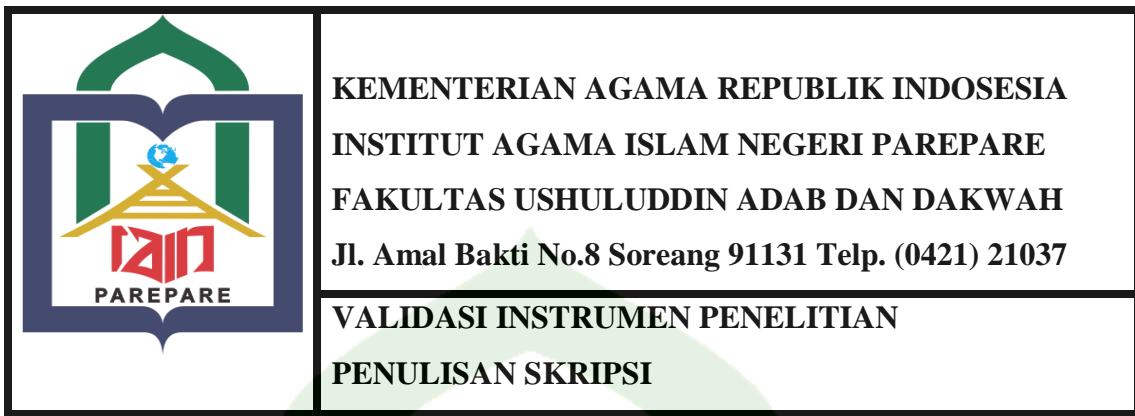 iain
PAREPARE
KEMENTERIAN AGAMA REPUBLIK INDOSESIA
INSTITUT AGAMA ISLAM NEGERI PAREPARE
FAKULTAS USHULUDDIN ADAB DAN DAKWAH
Jl. Amal Bakti No.8 Soreang 91131 Telp. (0421) 21037
VALIDASI INSTRUMEN PENELITIAN
PENULISAN SKRIPSI